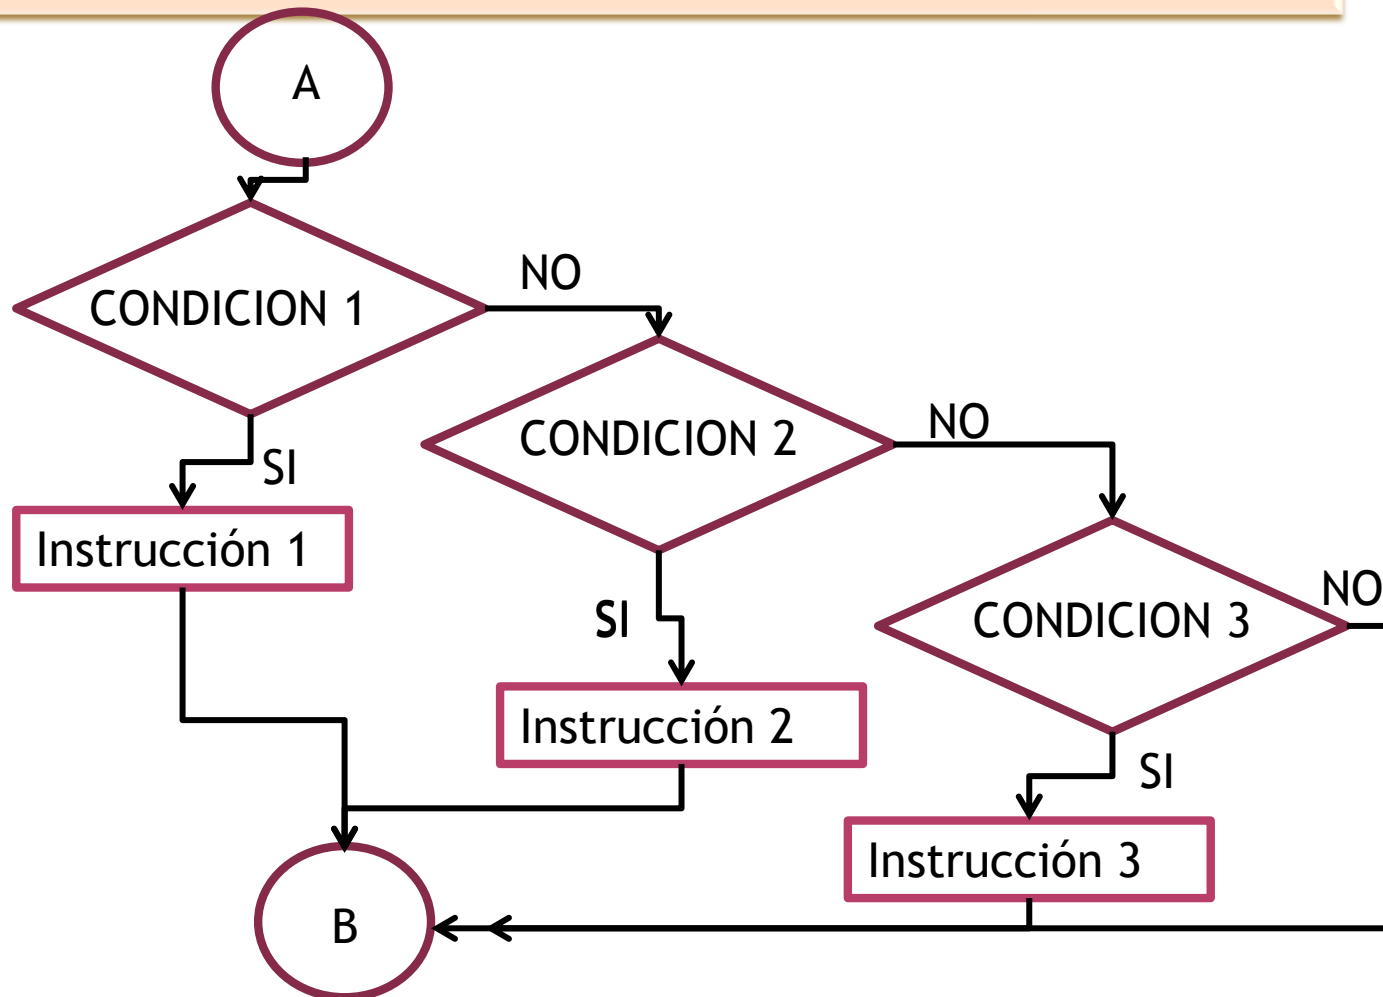 A
CONDICION 1
NO
SI
Instrucción 1
CONDICION 2
NO
SI
Instrucción 2
CONDICION 3
NO
SI
Instrucción 3
B